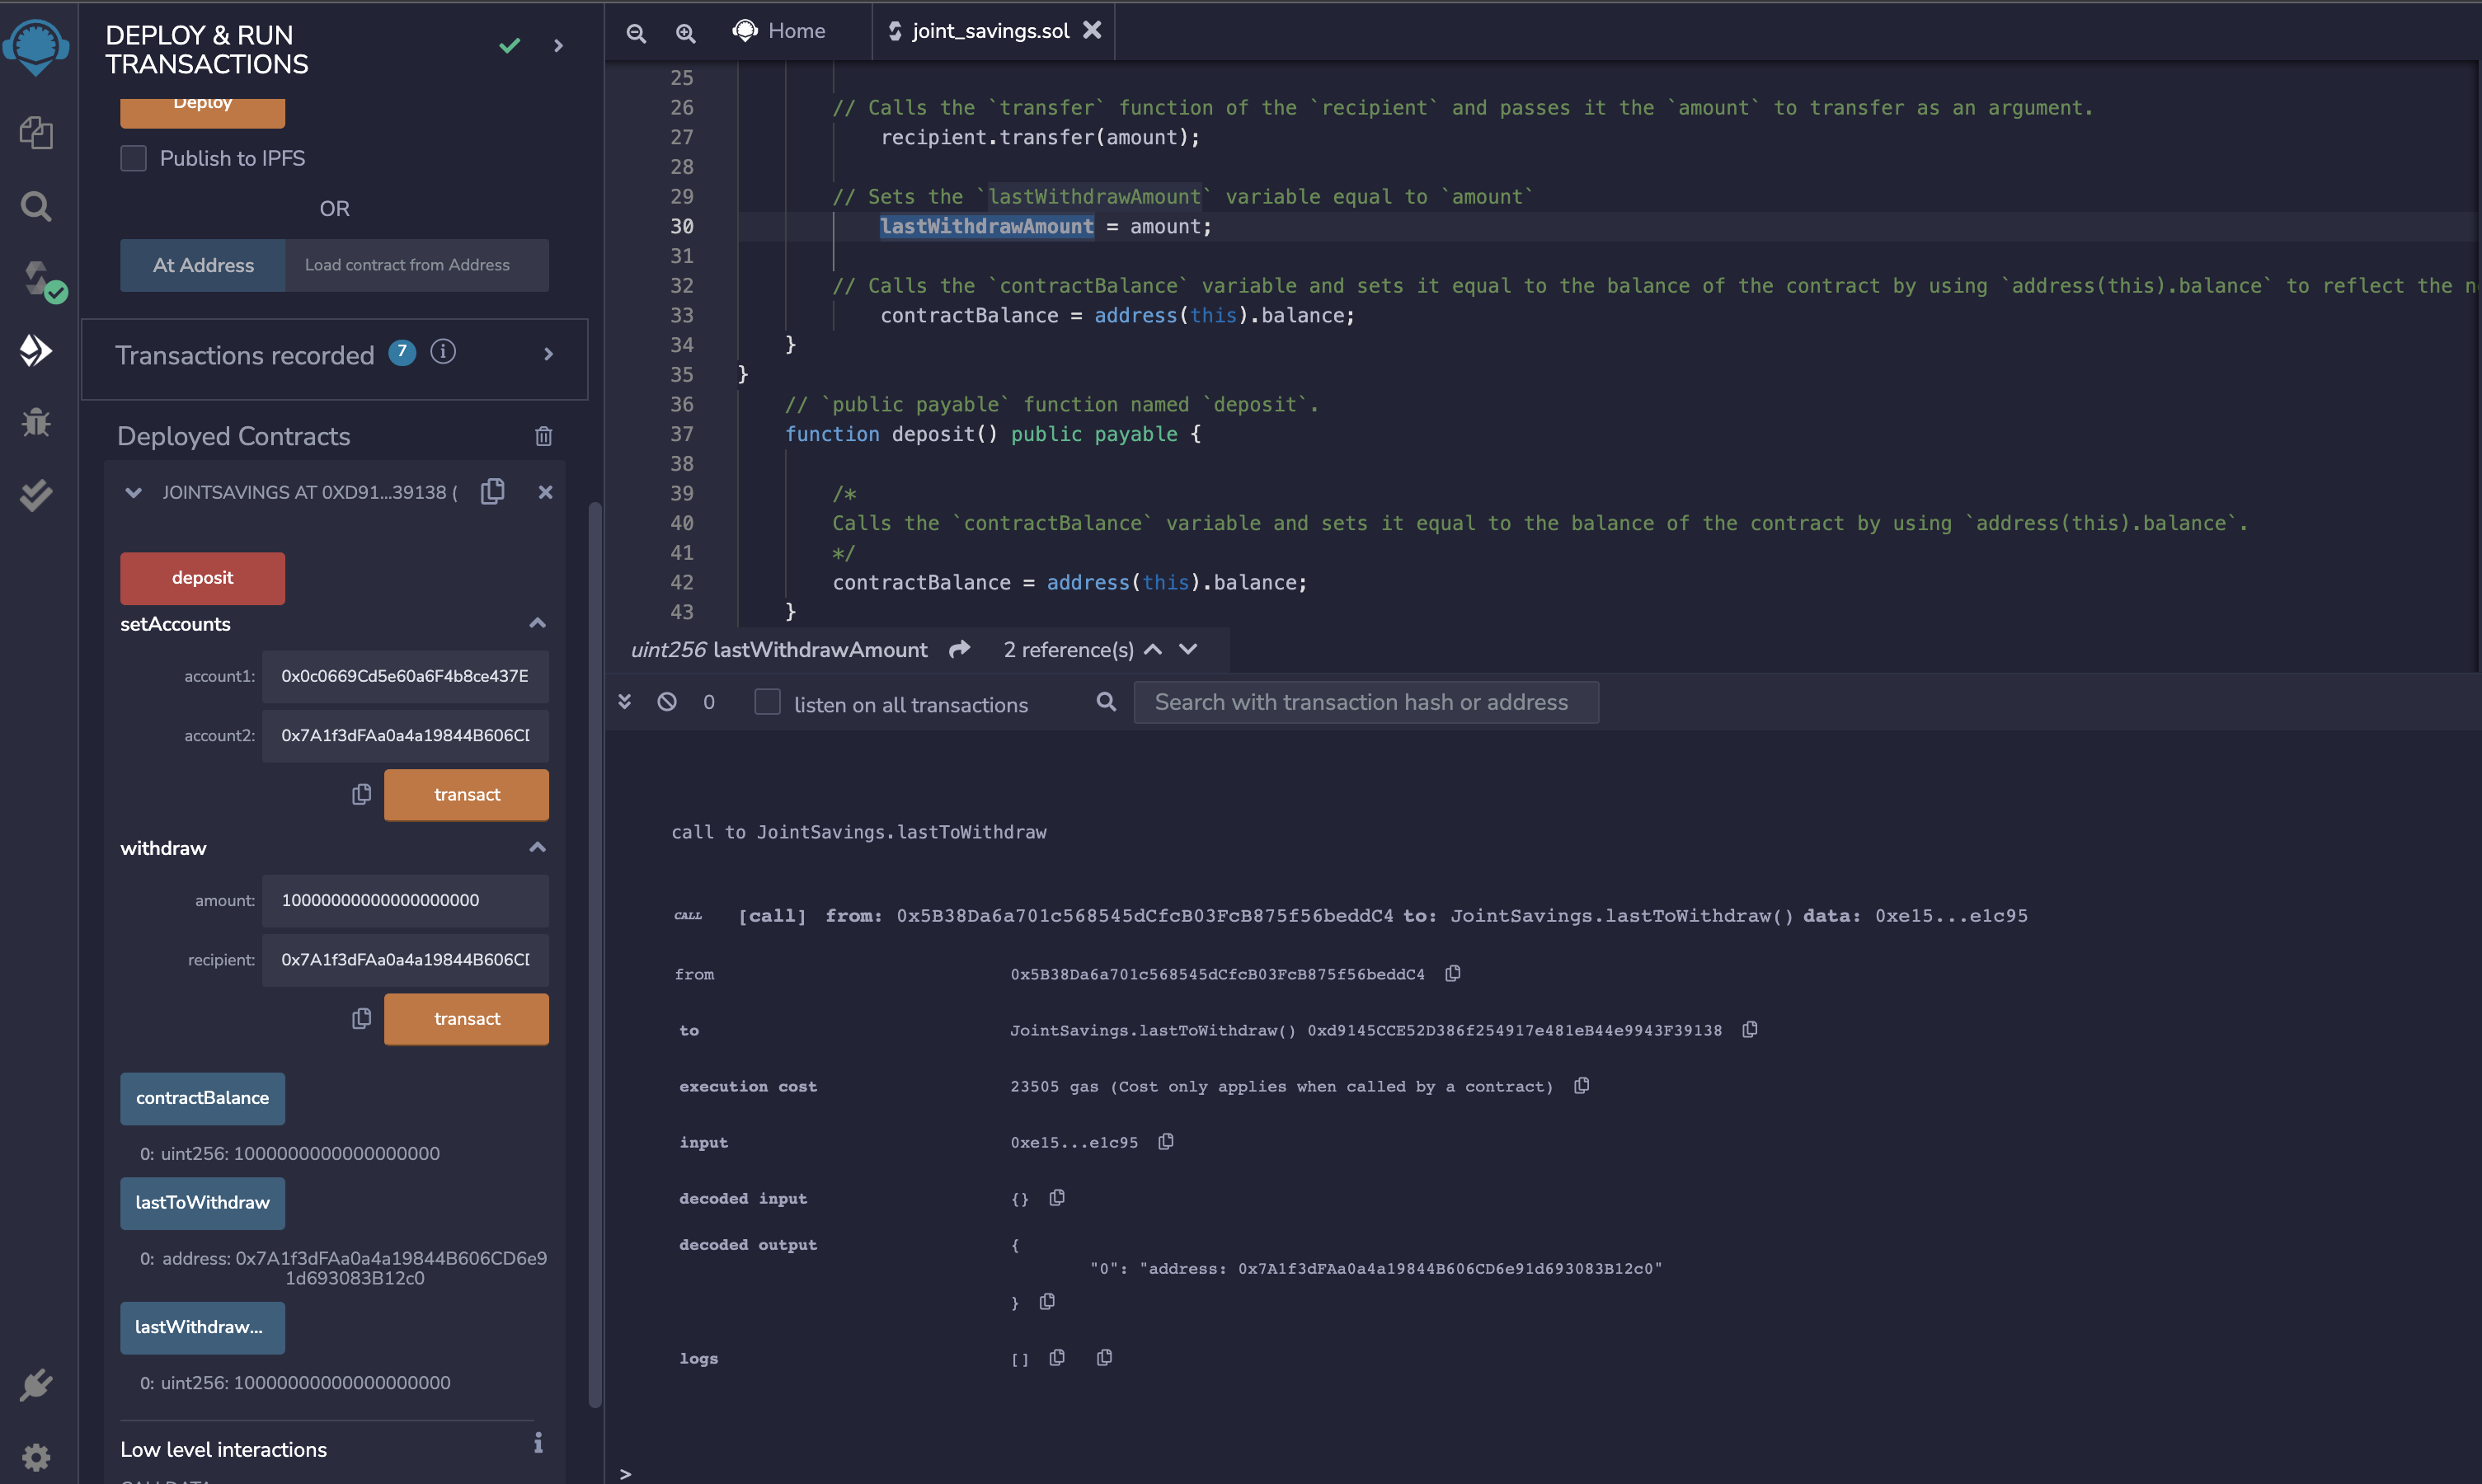 DEPLOY & RUN
TRANSACTIONS
Deploy
Publish to IPFS
OR
At Address
Load contract from Address
Transactions recorded 7
Deployed Contracts
JOINTSAVINGS AT 0XD91...39138 (
deposit
setAccounts
account1: 0x0c0669Cd5e60a6F4b8ce437E
account2: 0x7A1f3dFAa0a4a19844B606CD
transact
withdraw
amount: 10000000000000000000
recipient: 0x7A1f3dFAa0a4a19844B606CD
transact
contractBalance
0: uint256: 1000000000000000000
lastToWithdraw
0: address: 0x7A1f3dFAa0a4a19844B606CD6e9
1d693083B12c0
lastWithdraw...
0: uint256: 10000000000000000000
Low level interactions
Home
joint_savings.sol
25
26 // Calls the `transfer` function of the `recipient` and passes it the `amount` to transfer as an argument.
27 recipient.transfer(amount);
28
29 // Sets the `lastWithdrawAmount` variable equal to `amount`
30 lastWithdrawAmount = amount;
31
32 // Calls the `contractBalance` variable and sets it equal to the balance of the contract by using `address(this).balance` to reflect the n
33 contractBalance = address(this).balance;
34 }
35 }
36 // `public payable` function named `deposit`.
37 function deposit() public payable {
38
39 /*
40 Calls the `contractBalance` variable and sets it equal to the balance of the contract by using `address(this).balance`.
41 */
42 contractBalance = address(this).balance;
43 }
uint256 lastWithdrawAmount 2 reference(s)
0 listen on all transactions Search with transaction hash or address
call to JointSavings.lastToWithdraw
CALL [call] from: 0x5B38Da6a701c568545dCfcB03FcB875f56beddC4 to: JointSavings.lastToWithdraw() data: 0xe15...e1c95
from 0x5B38Da6a701c568545dCfcB03FcB875f56beddC4
to JointSavings.lastToWithdraw() 0xd9145CCE52D386f254917e481eB44e9943F39138
execution cost 23505 gas (Cost only applies when called by a contract)
input 0xe15...e1c95
decoded input {}
decoded output {
"0": "address: 0x7A1f3dFAa0a4a19844B606CD6e91d693083B12c0"
}
logs []
>